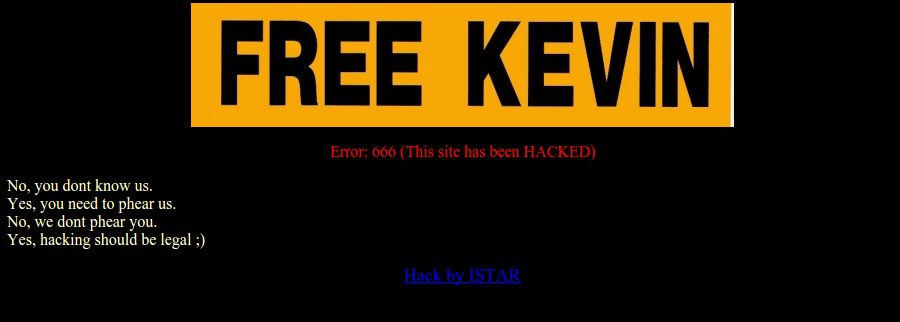 FREE KEVIN
Error: 666 (This site has been HACKED)
No, you dont know us.
Yes, you need to phear us.
No, we dont phear you.
Yes, hacking should be legal ;)
Hack by ISTAR